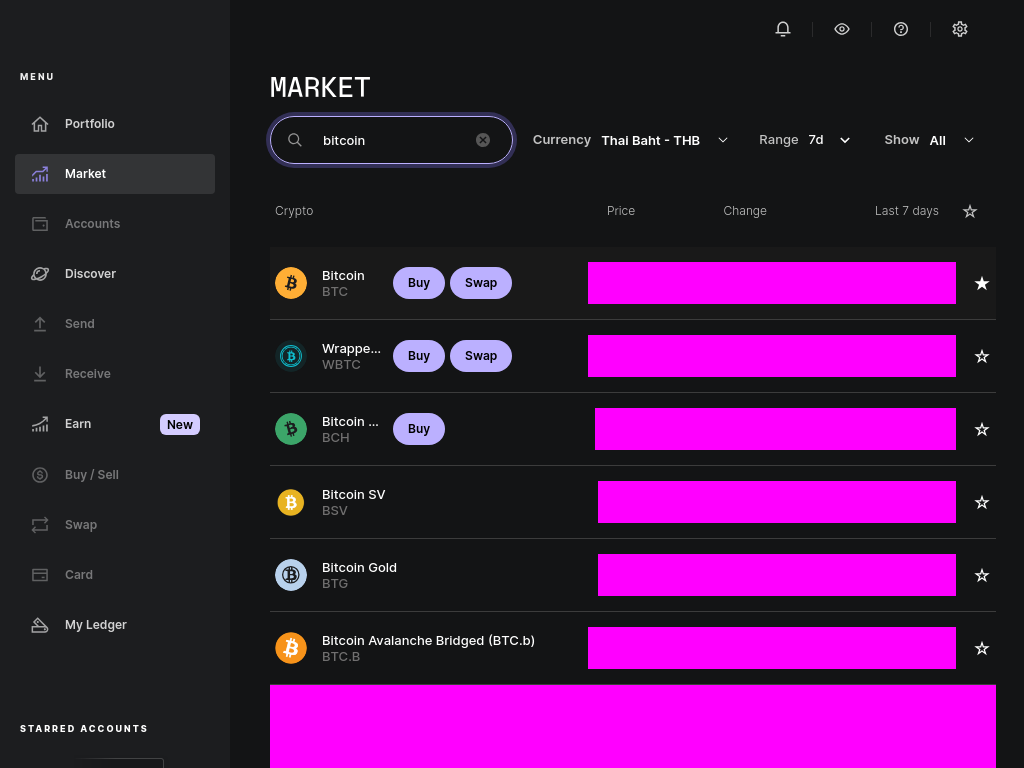 MENU
Portfolio
Market
Accounts
Discover
Send
Receive
Earn New
Buy / Sell
Swap
Card
My Ledger
STARRED ACCOUNTS
MARKET
bitcoin
Currency Thai Baht - THB
Range 7d
Show All
Crypto Price Change Last 7 days
Bitcoin
BTC
Buy Swap
Wrappe...
WBTC
Buy Swap
Bitcoin ...
BCH
Buy
Bitcoin SV
BSV
Bitcoin Gold
BTG
Bitcoin Avalanche Bridged (BTC.b)
BTC.B